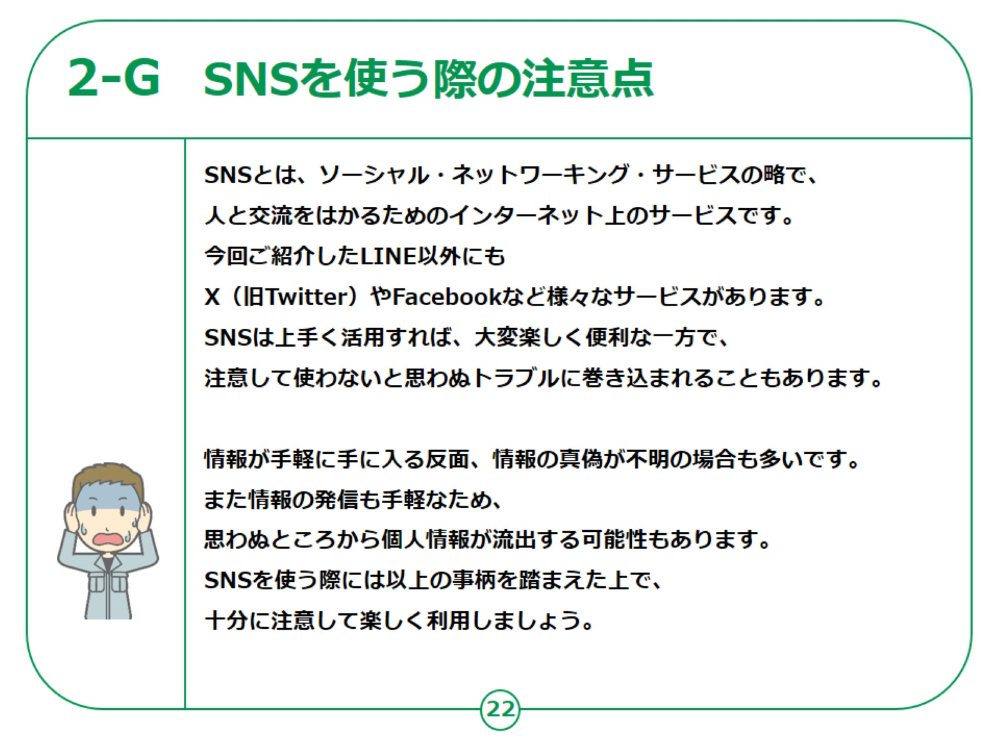 2-G SNSを使う際の注意点
SNSとは、ソーシャル・ネットワーキング・サービスの略で、
人と交流をはかるためのインターネット上のサービスです。
今回ご紹介したLINE以外にも
X（旧Twitter）やFacebookなど様々なサービスがあります。
SNSは上手く活用すれば、大変楽しく便利な一方で、
注意して使わないと思わぬトラブルに巻き込まれることもあります。
情報が手軽に手に入る反面、情報の真偽が不明の場合も多いです。
また情報の発信も手軽なため、
思わぬところから個人情報が流出する可能性もあります。
SNSを使う際には以上の事柄を踏まえた上で、
十分に注意して楽しく利用しましょう。
22